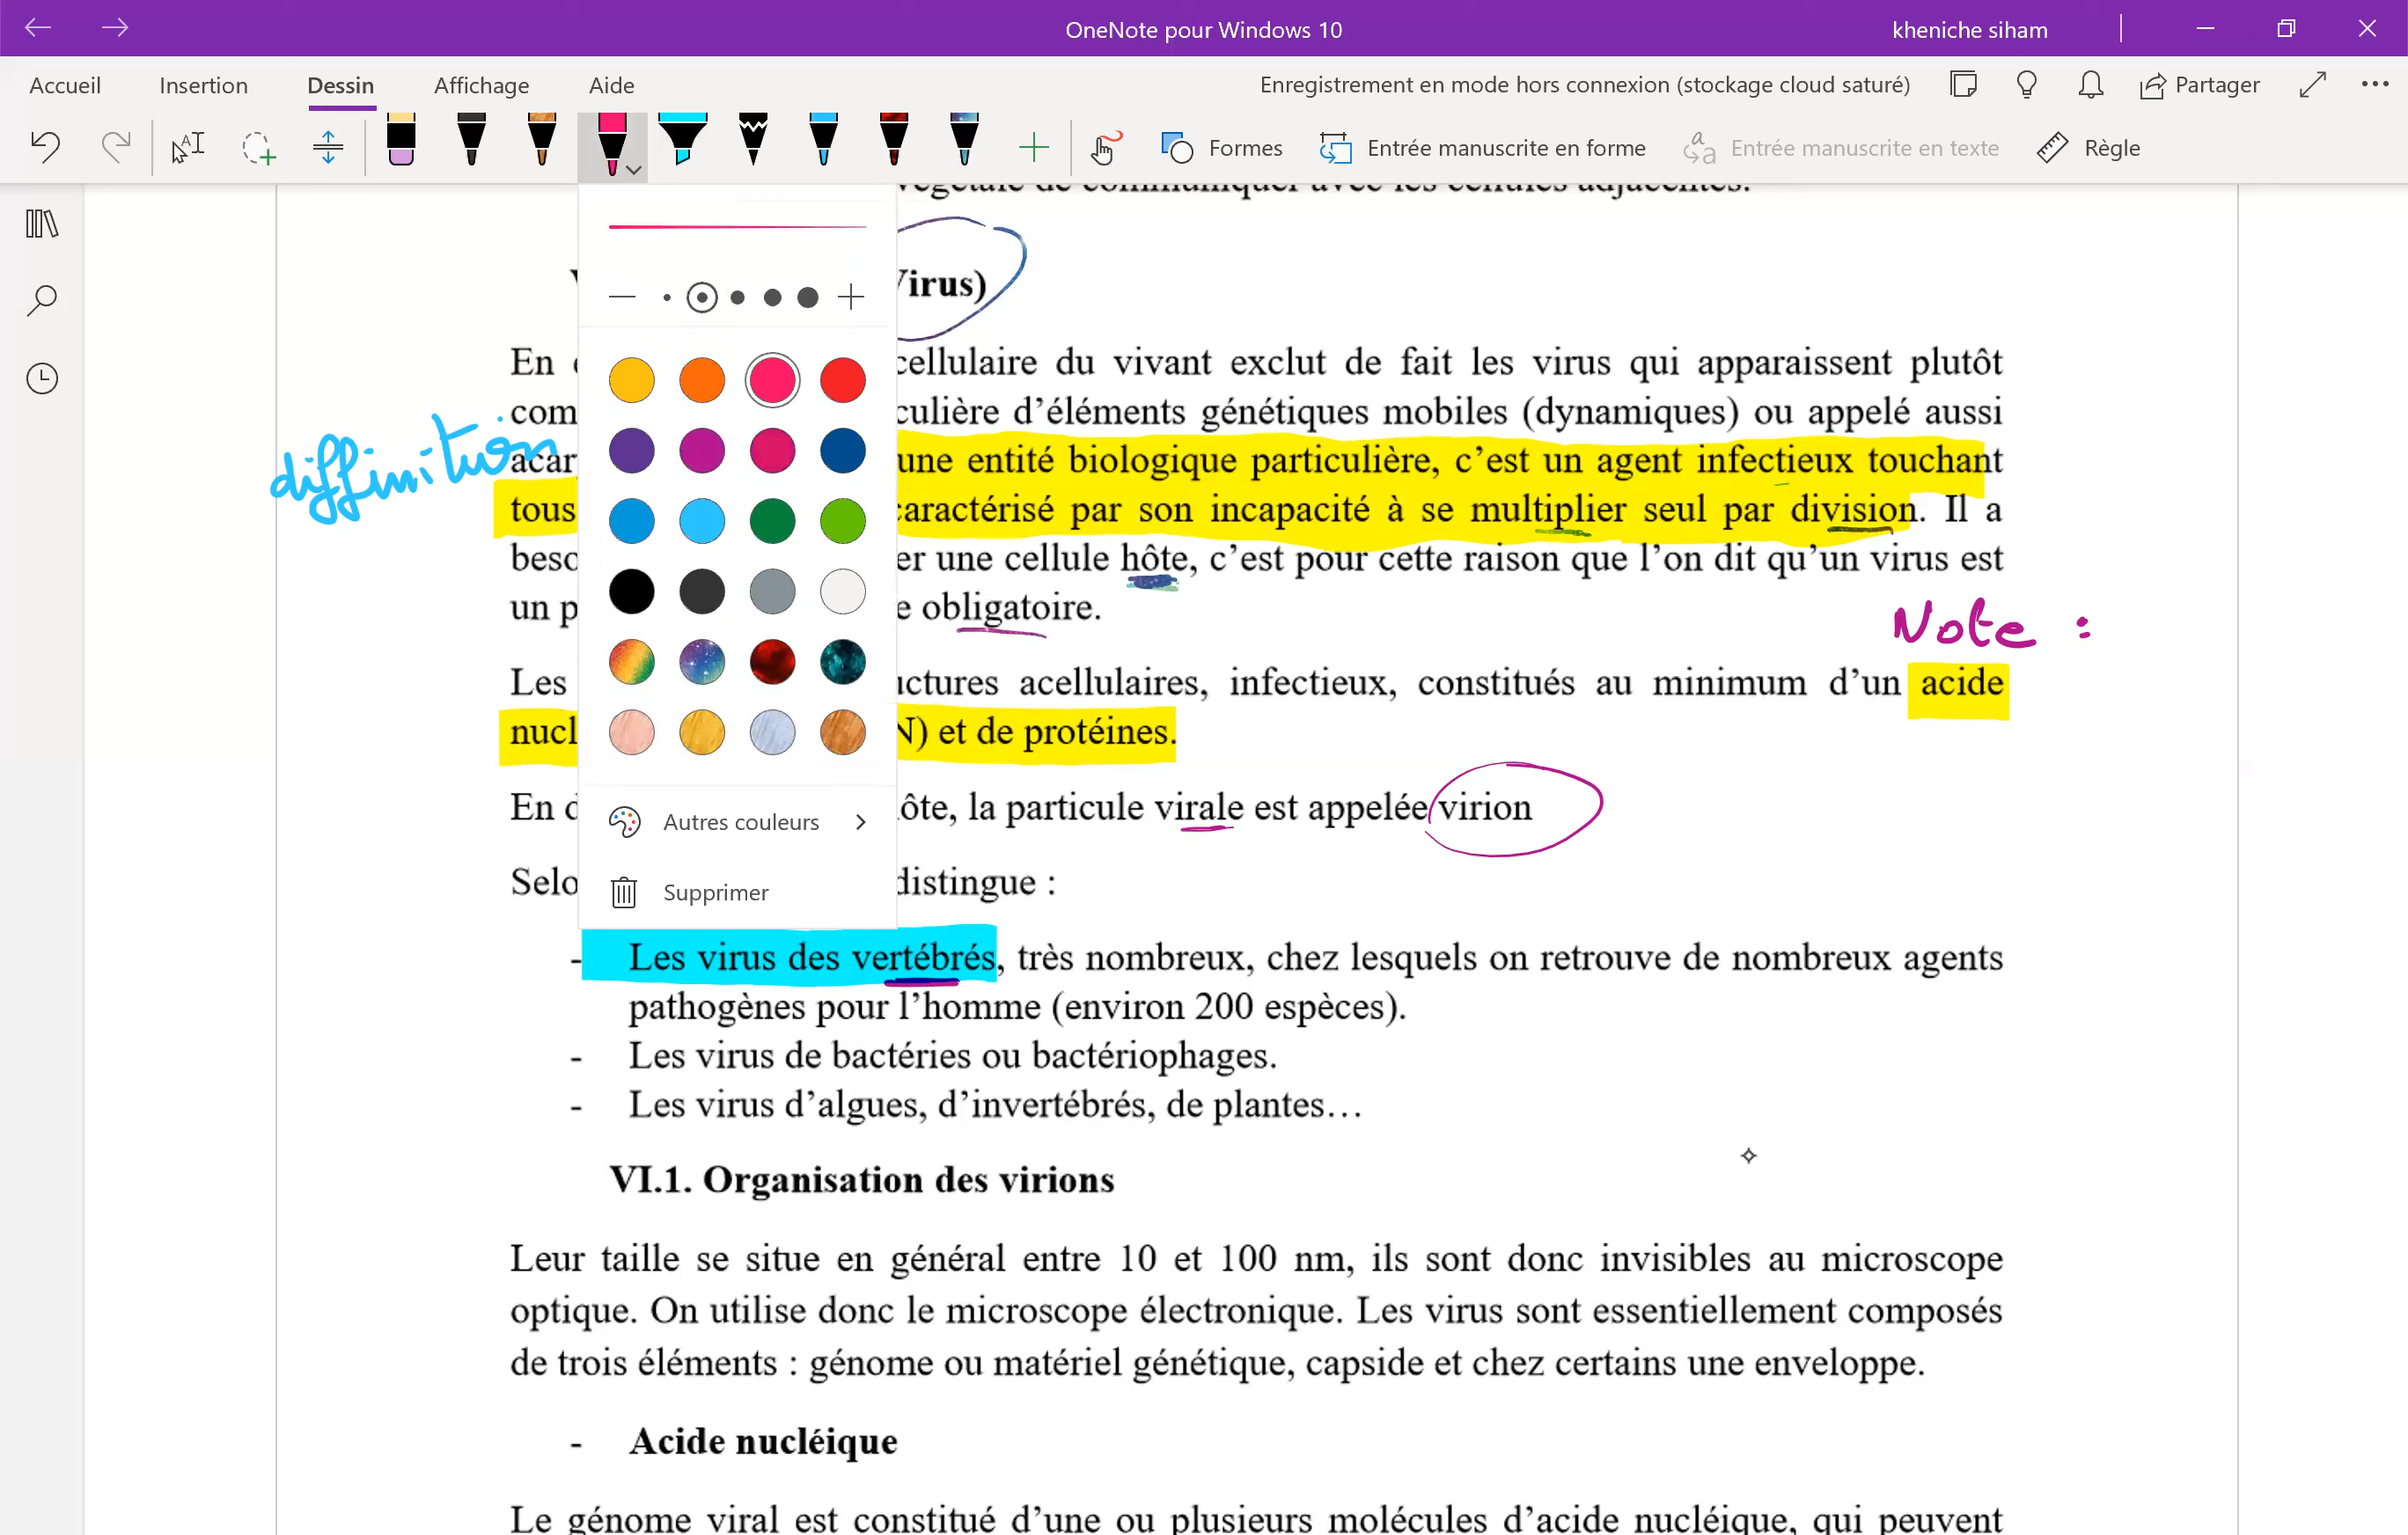 OneNote pour Windows 10
kheniche siham
Accueil Insertion Dessin Affichage Aide
Enregistrement en mode hors connexion (stockage cloud saturé) Partager
Formes Entrée manuscrite en forme Entrée manuscrite en texte Règle
végétale de communiquer avec les cellules adjacentes.
irus)
En cellulaire du vivant exclut de fait les virus qui apparaissent plutôt
com culière d’éléments génétiques mobiles (dynamiques) ou appelé aussi
diffinition
acar une entité biologique particulière, c’est un agent infectieux touchant
tous caractérisé par son incapacité à se multiplier seul par division. Il a
beso er une cellule hôte, c’est pour cette raison que l’on dit qu’un virus est
un p e obligatoire.
Note :
Les uctures acellulaires, infectieux, constitués au minimum d’un acide
nucl N) et de protéines.
En d ôte, la particule virale est appelée virion
Selo distingue :
Autres couleurs
Supprimer
- Les virus des vertébrés, très nombreux, chez lesquels on retrouve de nombreux agents
pathogènes pour l’homme (environ 200 espèces).
- Les virus de bactéries ou bactériophages.
- Les virus d’algues, d’invertébrés, de plantes…
VI.1. Organisation des virions
Leur taille se situe en général entre 10 et 100 nm, ils sont donc invisibles au microscope
optique. On utilise donc le microscope électronique. Les virus sont essentiellement composés
de trois éléments : génome ou matériel génétique, capside et chez certains une enveloppe.
- Acide nucléique
Le génome viral est constitué d’une ou plusieurs molécules d’acide nucléique, qui peuvent